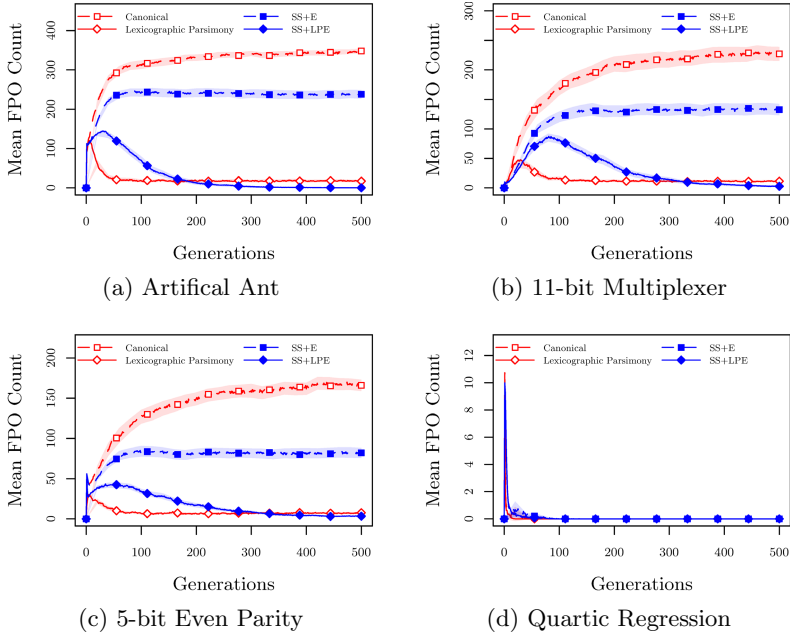 Canonical
Lexicographic Parsimony
SS+E
SS+LPE
Mean FPO Count
0 100 200 300 400
0 100 200 300 400 500
Generations
(a) Artifical Ant
Canonical
Lexicographic Parsimony
SS+E
SS+LPE
Mean FPO Count
0 50 100 200 300
0 100 200 300 400 500
Generations
(b) 11-bit Multiplexer
Canonical
Lexicographic Parsimony
SS+E
SS+LPE
Mean FPO Count
0 50 100 150 200
0 100 200 300 400 500
Generations
(c) 5-bit Even Parity
Canonical
Lexicographic Parsimony
SS+E
SS+LPE
Mean FPO Count
0 2 4 6 8 10 12
0 100 200 300 400 500
Generations
(d) Quartic Regression